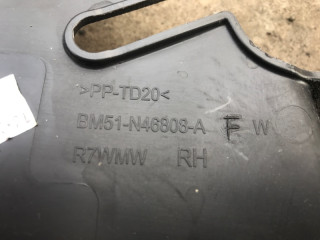 >PP-TD20<
BM51-N46808-A F W
R7WMW RH